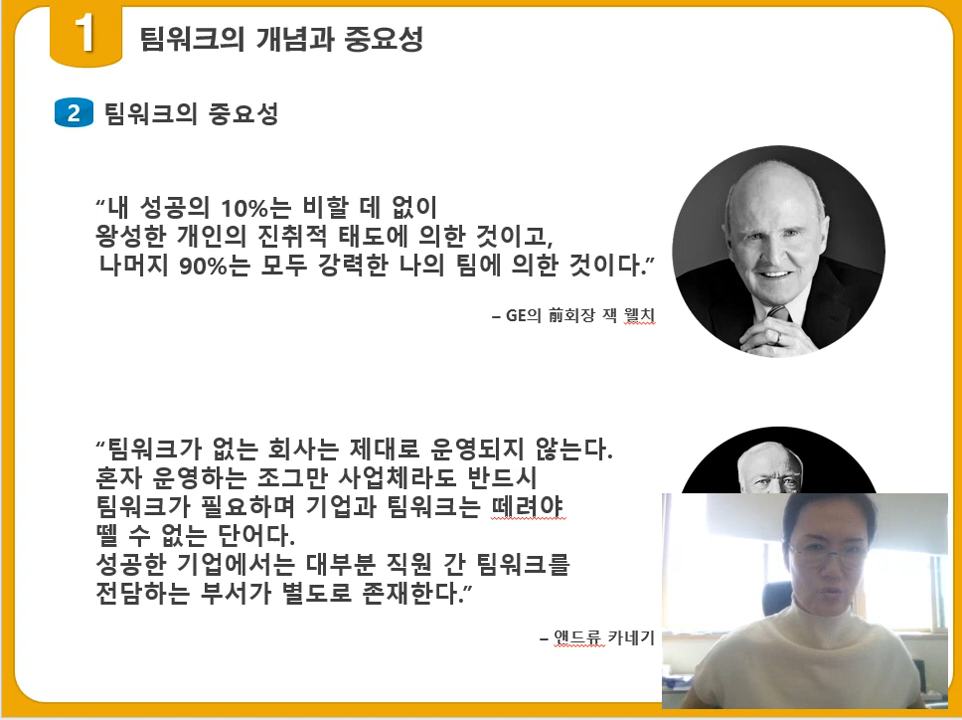 1 팀워크의 개념과 중요성
2 팀워크의 중요성
“내 성공의 10%는 비할 데 없이
왕성한 개인의 진취적 태도에 의한 것이고,
나머지 90%는 모두 강력한 나의 팀에 의한 것이다.”
– GE의 前회장 잭 웰치
“팀워크가 없는 회사는 제대로 운영되지 않는다.
혼자 운영하는 조그만 사업체라도 반드시
팀워크가 필요하며 기업과 팀워크는 떼려야
뗄 수 없는 단어다.
성공한 기업에서는 대부분 직원 간 팀워크를
전담하는 부서가 별도로 존재한다.”
– 앤드류 카네기